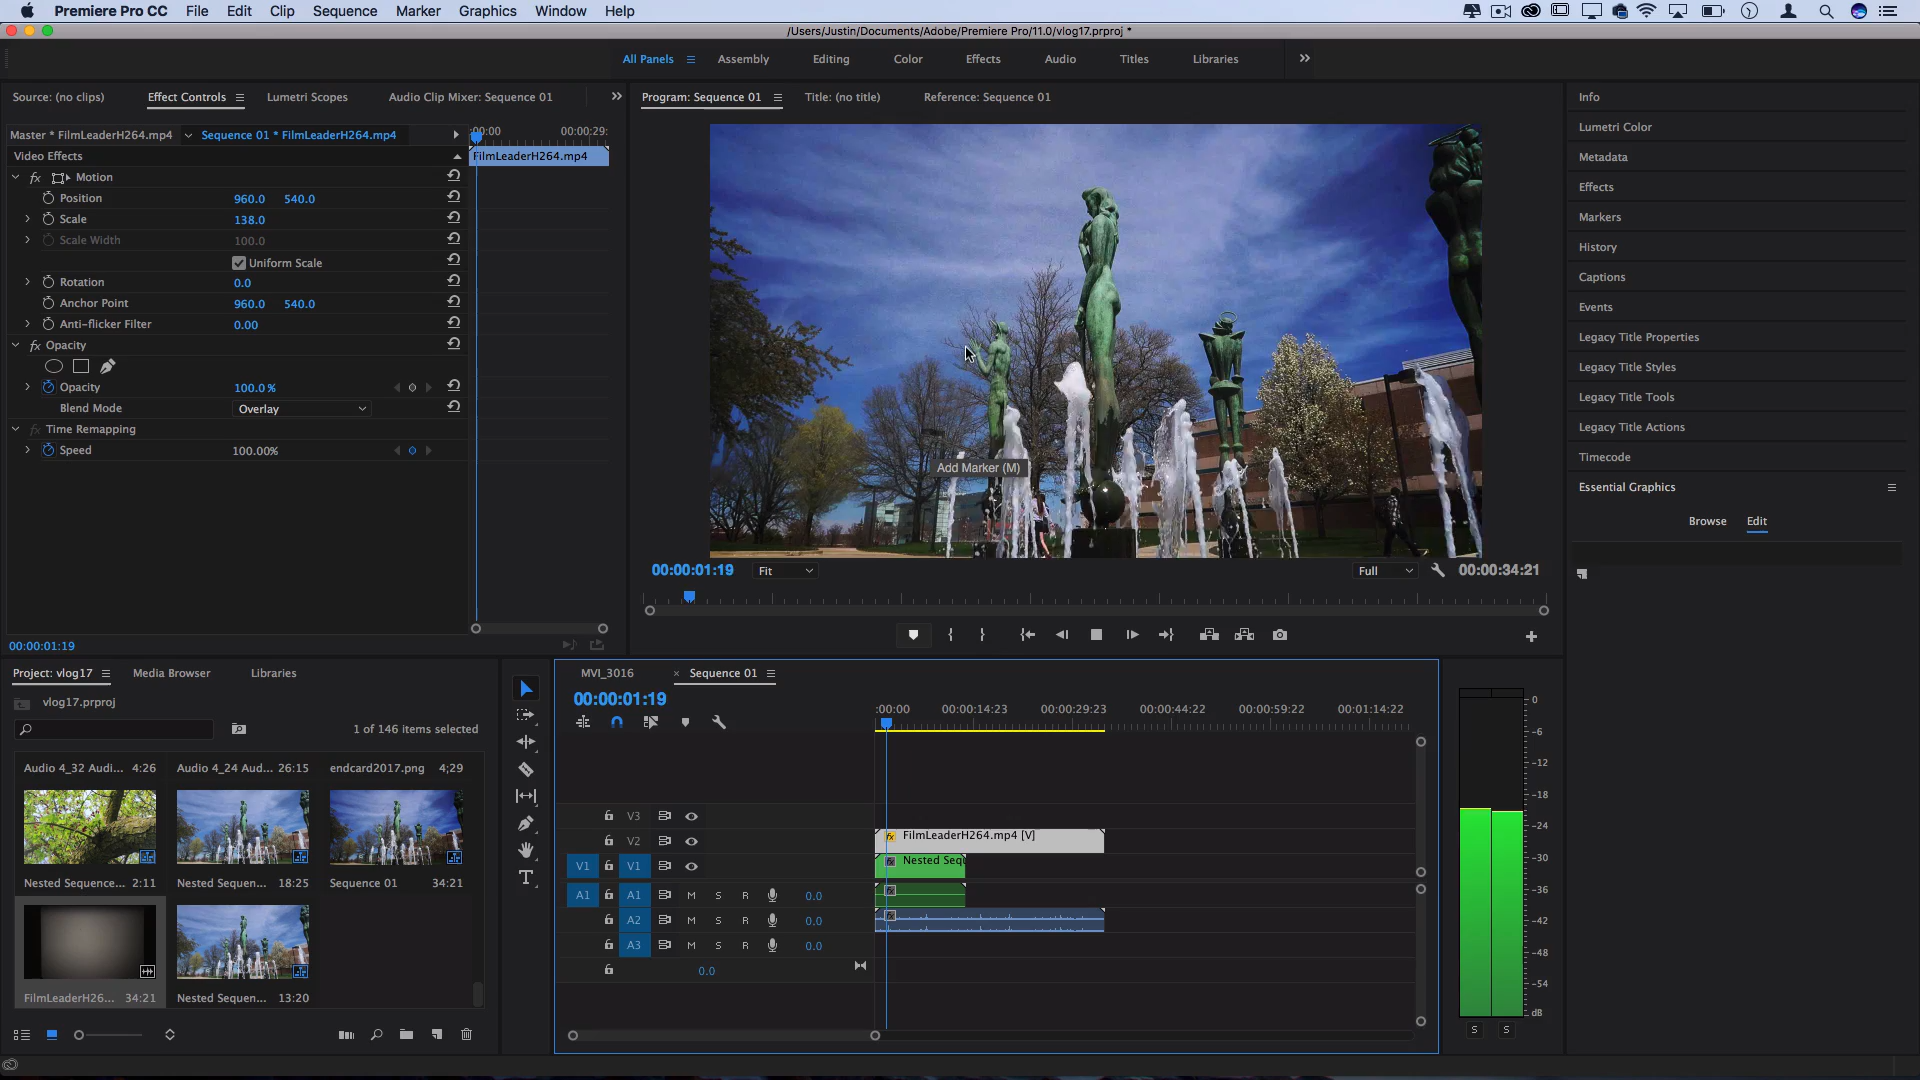 Premiere Pro CC File Edit Clip Sequence Marker Graphics Window Help
/Users/Justin/Documents/Adobe/Premiere Pro/11.0/vlog17.prproj *
All Panels Assembly Editing Color Effects Audio Titles Libraries
Source: (no clips) Effect Controls Lumetri Scopes Audio Clip Mixer: Sequence 01
Master * FilmLeaderH264.mp4 Sequence 01 * FilmLeaderH264.mp4 :00:00 00:00:29:
Video Effects FilmLeaderH264.mp4
fx Motion
Position 960.0 540.0
Scale 138.0
Scale Width 100.0
Uniform Scale
Rotation 0.0
Anchor Point 960.0 540.0
Anti-flicker Filter 0.00
fx Opacity
Opacity 100.0 %
Blend Mode Overlay
fx Time Remapping
Speed 100.00%
00:00:01:19
Program: Sequence 01 Title: (no title) Reference: Sequence 01
Add Marker (M)
00:00:01:19 Fit Full 00:00:34:21
Info
Lumetri Color
Metadata
Effects
Markers
History
Captions
Events
Legacy Title Properties
Legacy Title Styles
Legacy Title Tools
Legacy Title Actions
Timecode
Essential Graphics
Browse Edit
Project: vlog17 Media Browser Libraries
vlog17.prproj
1 of 146 items selected
Audio 4_32 Audi... 4:26 Audio 4_24 Aud... 26:15 endcard2017.png 4;29
Nested Sequence... 2:11 Nested Sequen... 18:25 Sequence 01 34:21
FilmLeaderH26... 34:21 Nested Sequen... 13:20
MVI_3016 × Sequence 01
00:00:01:19
:00:00 00:00:14:23 00:00:29:23 00:00:44:22 00:00:59:22 00:01:14:22
V3
V2 fx FilmLeaderH264.mp4 [V]
V1 V1 fx Nested Sequ
A1 A1 M S R 0.0 fx
A2 M S R 0.0 fx
A3 M S R 0.0
0.0
0
-6
-12
-18
-24
-30
-36
-42
-48
-54
dB
S S